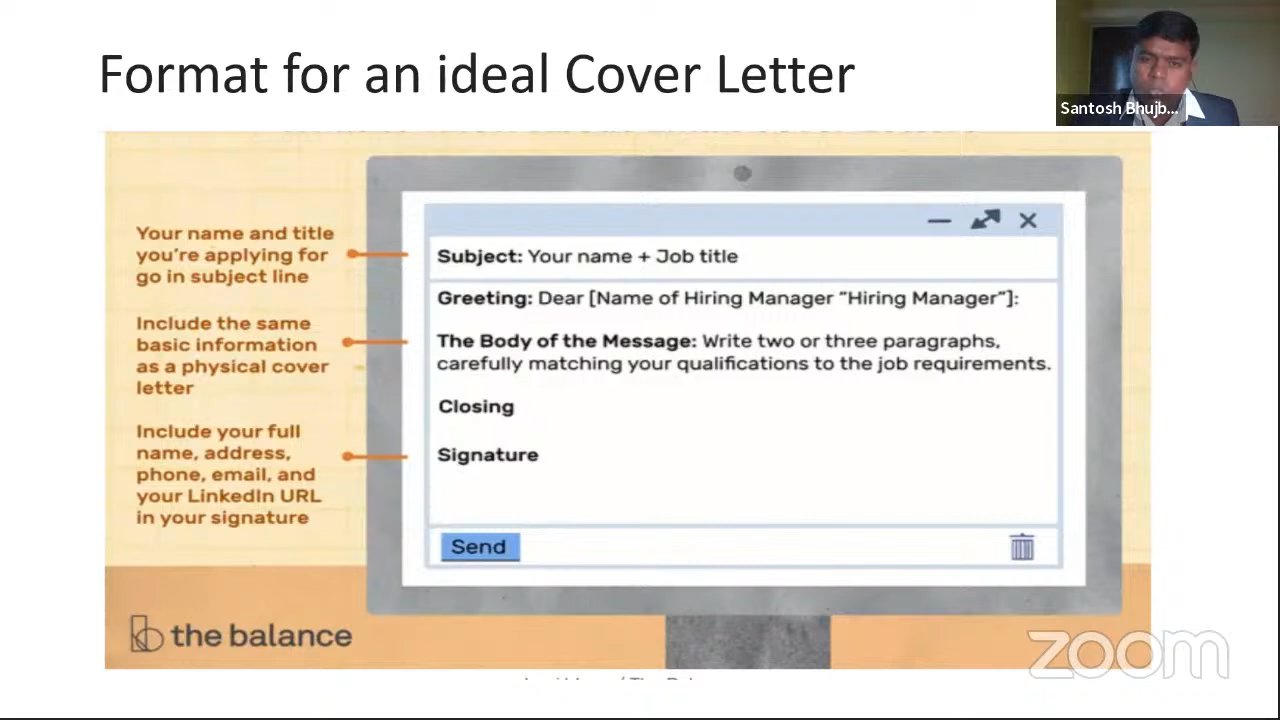 Format for an ideal Cover Letter
Santosh Bhujb...
Your name and title
you're applying for
go in subject line
Include the same
basic information
as a physical cover
letter
Include your full
name, address,
phone, email, and
your LinkedIn URL
in your signature
Subject: Your name + Job title
Greeting: Dear [Name of Hiring Manager “Hiring Manager”]:
The Body of the Message: Write two or three paragraphs,
carefully matching your qualifications to the job requirements.
Closing
Signature
Send
the balance
zoom